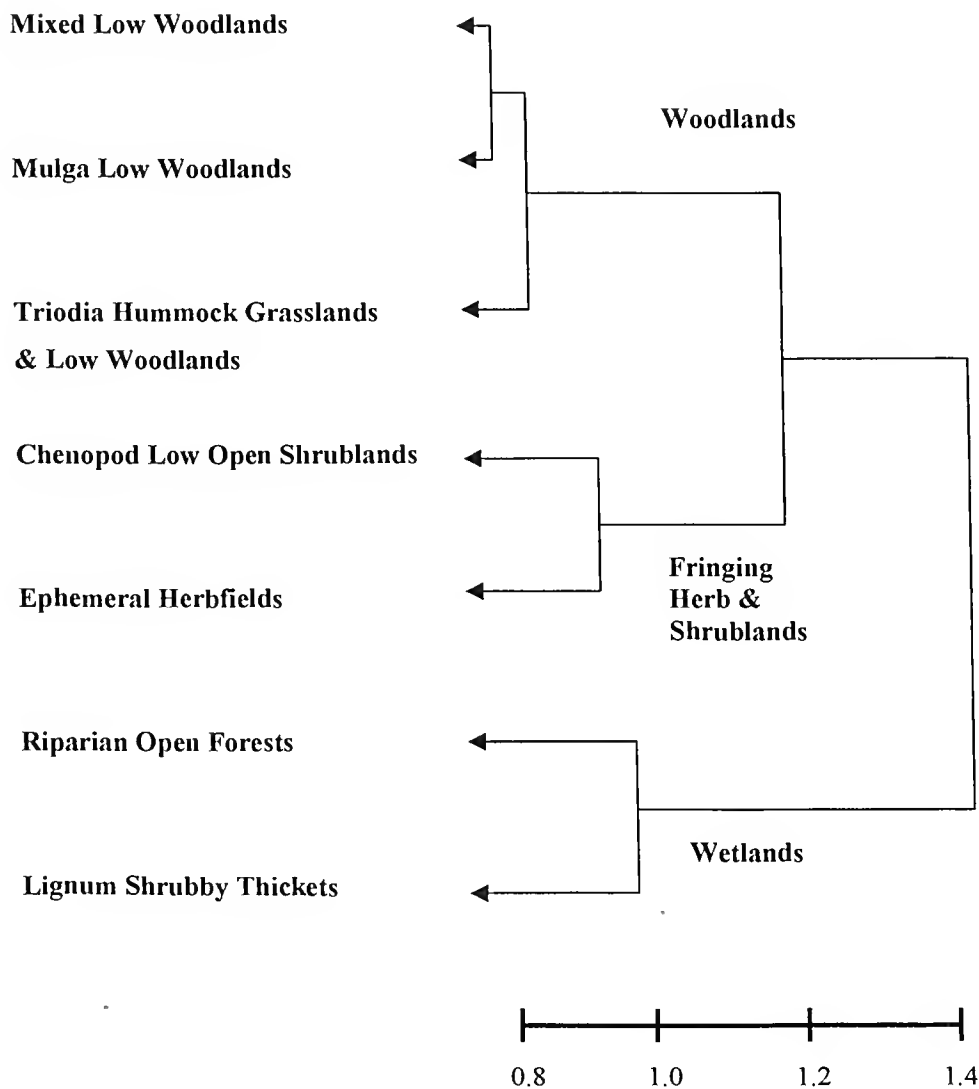 Mixed Low Woodlands
Woodlands
Mulga Low Woodlands
Triodia Hummock Grasslands
& Low Woodlands
Chenopod Low Open Shrublands
Fringing
Herb &
Shrublands
Ephemeral Herbfields
Riparian Open Forests
Wetlands
Lignum Shrubby Thickets
0.8 1.0 1.2 1.4